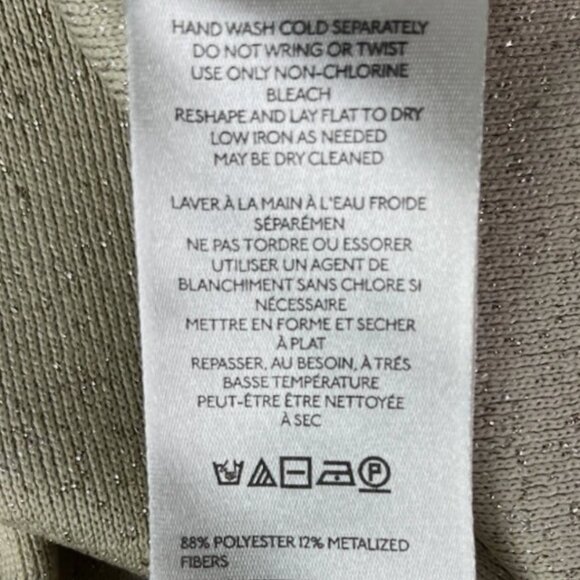 HAND WASH COLD SEPARATELY
DO NOT WRING OR TWIST
USE ONLY NON-CHLORINE
BLEACH
RESHAPE AND LAY FLAT TO DRY
LOW IRON AS NEEDED
MAY BE DRY CLEANED
LAVER À LA MAIN À L'EAU FROIDE
SÉPARÉMEN
NE PAS TORDRE OU ESSORER
UTILISER UN AGENT DE
BLANCHIMENT SANS CHLORE SI
NÉCESSAIRE
METTRE EN FORME ET SECHER
À PLAT
REPASSER, AU BESOIN, À TRÉS
BASSE TEMPÉRATURE
PEUT-ÊTRE ÊTRE NETTOYÉE
À SEC
P
88% POLYESTER 12% METALIZED
FIBERS